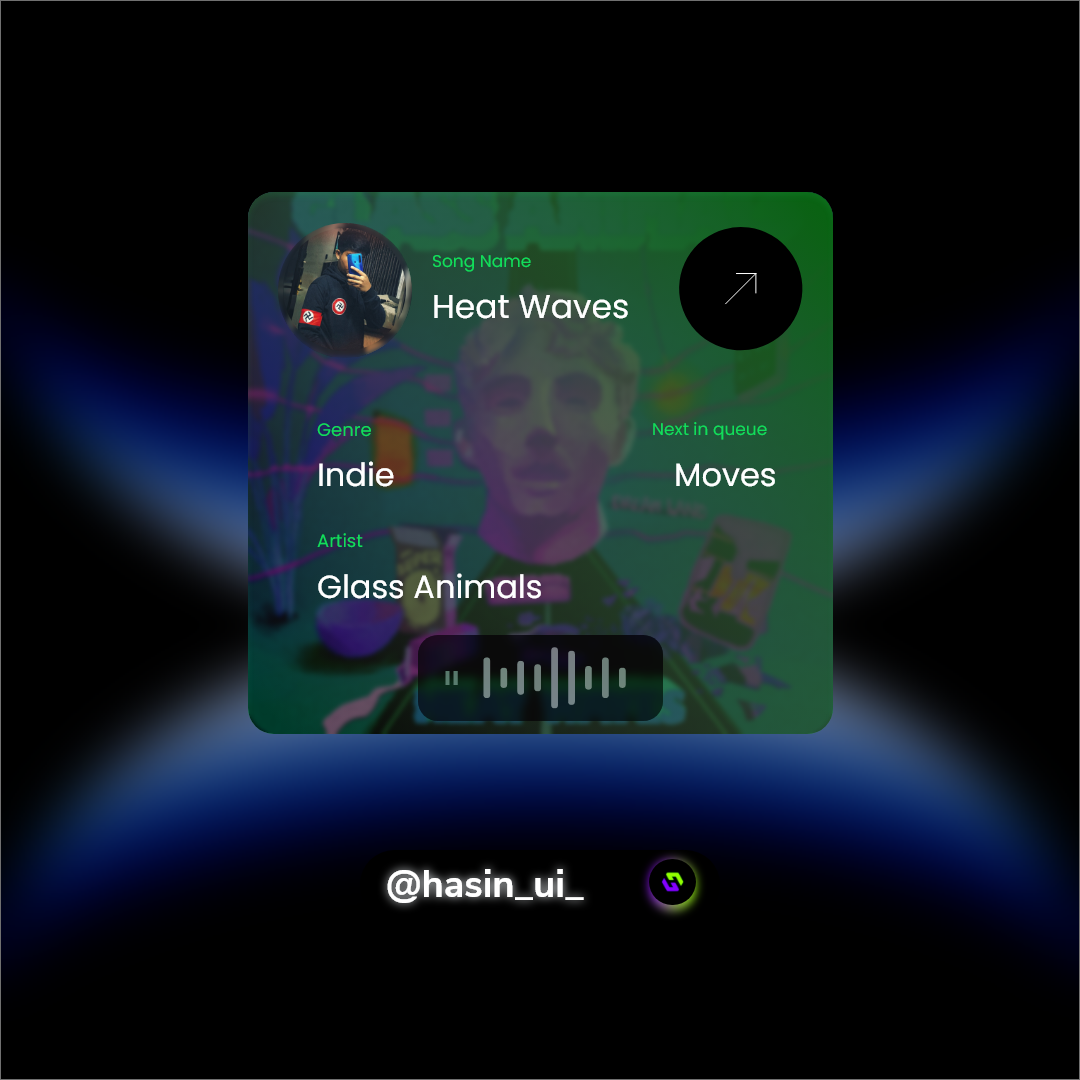 Song Name
Heat Waves
Genre
Next in queue
Indie
Moves
Artist
Glass Animals
@hasin_ui_